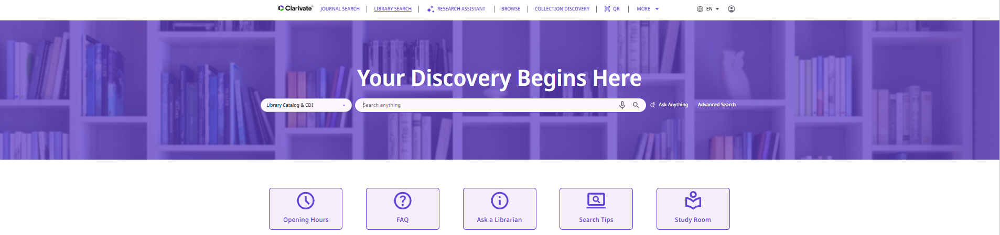 Clarivate™ JOURNAL SEARCH LIBRARY SEARCH RESEARCH ASSISTANT BROWSE COLLECTION DISCOVERY QR MORE EN
Your Discovery Begins Here
Library Catalog & CDI Search anything Ask Anything Advanced Search
Opening Hours FAQ Ask a Librarian Search Tips Study Room